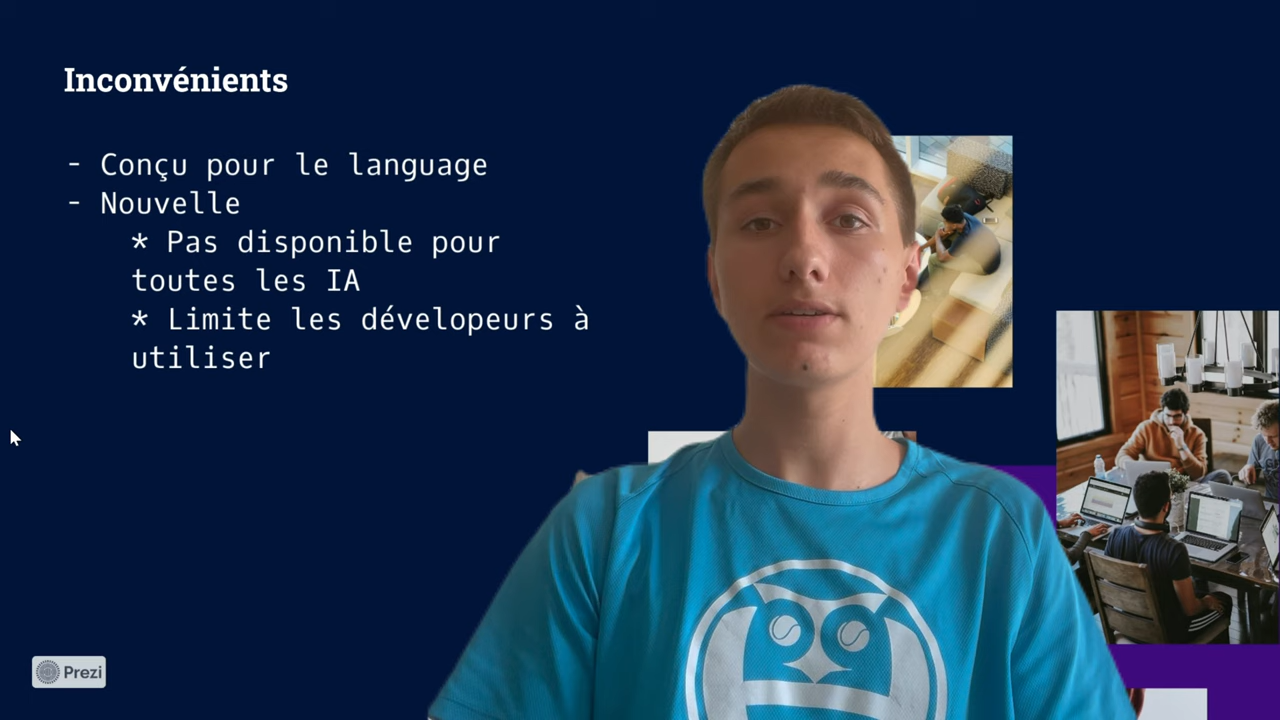 Inconvénients
- Conçu pour le language
- Nouvelle
* Pas disponible pour
toutes les IA
* Limite les dévelopeurs à
utiliser
Prezi